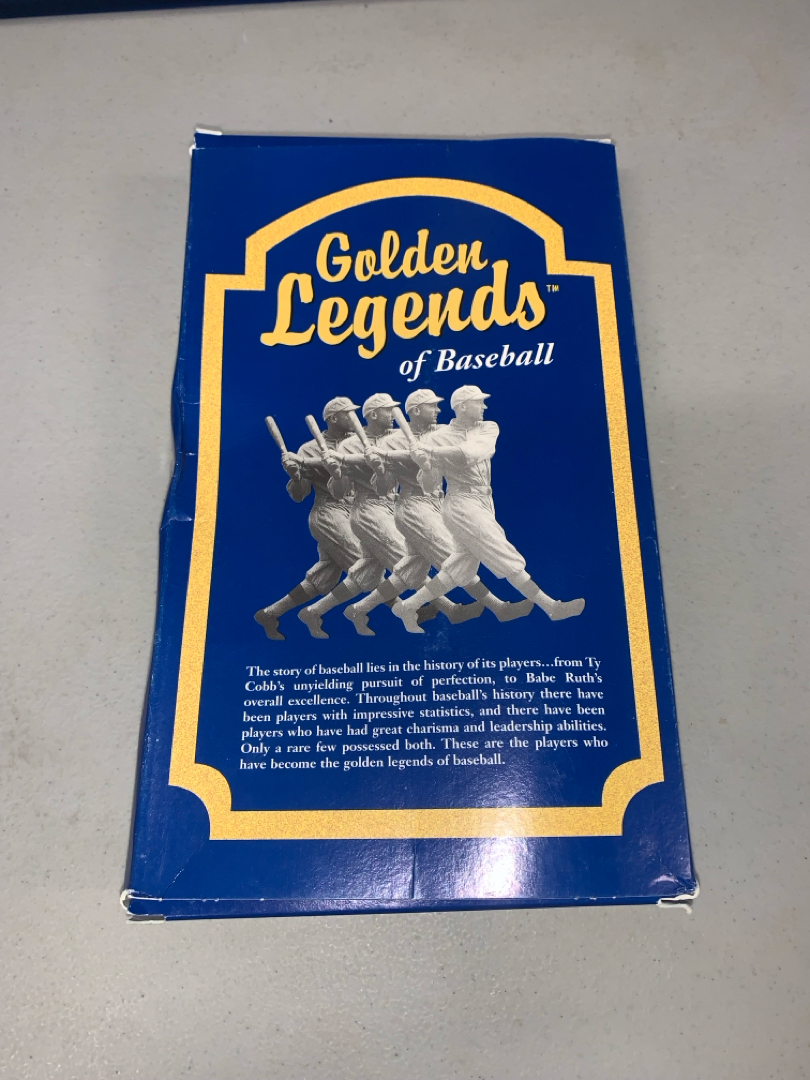 Golden
Legends™
of Baseball
The story of baseball lies in the history of its players...from Ty
Cobb's unyielding pursuit of perfection, to Babe Ruth's
overall excellence. Throughout baseball's history there have
been players with impressive statistics, and there have been
players who have had great charisma and leadership abilities.
Only a rare few possessed both. These are the players who
have become the golden legends of baseball.